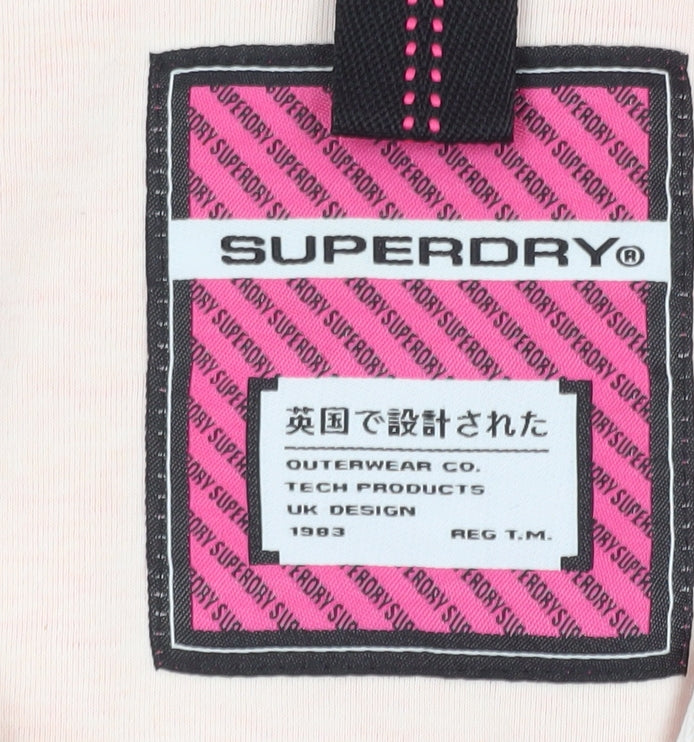 SUPERDRY®
英国で設計された
OUTERWEAR CO.
TECH PRODUCTS
UK DESIGN
1983 REG T.M.